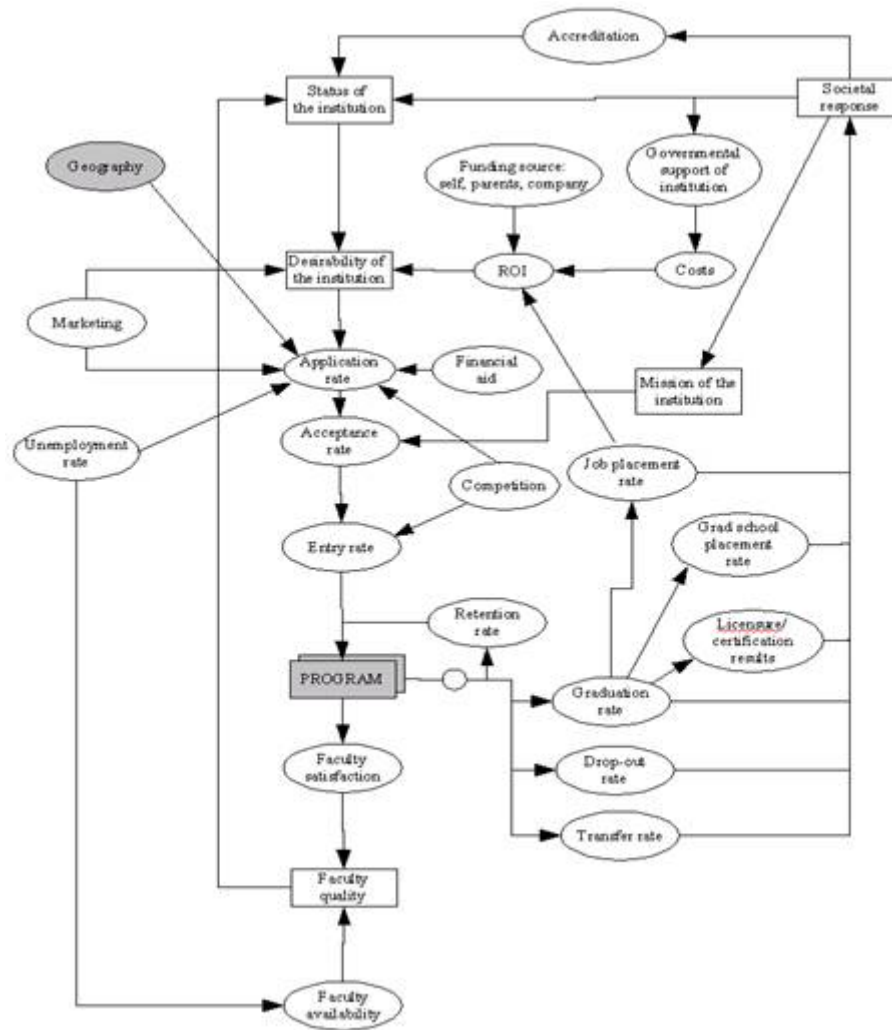 Accreditation
Status of
the institution
Societal
response
Geography
Funding source:
self, parents, company
Governmental
support of
institution
Desirability of
the institution
ROI
Costs
Marketing
Application
rate
Financial
aid
Mission of the
institution
Unemployment
rate
Acceptance
rate
Competition
Job placement
rate
Entry rate
Grad school
placement
rate
Retention
rate
Licensure/
certification
results
PROGRAM
Graduation
rate
Faculty
satisfaction
Drop-out
rate
Transfer rate
Faculty
quality
Faculty
availability